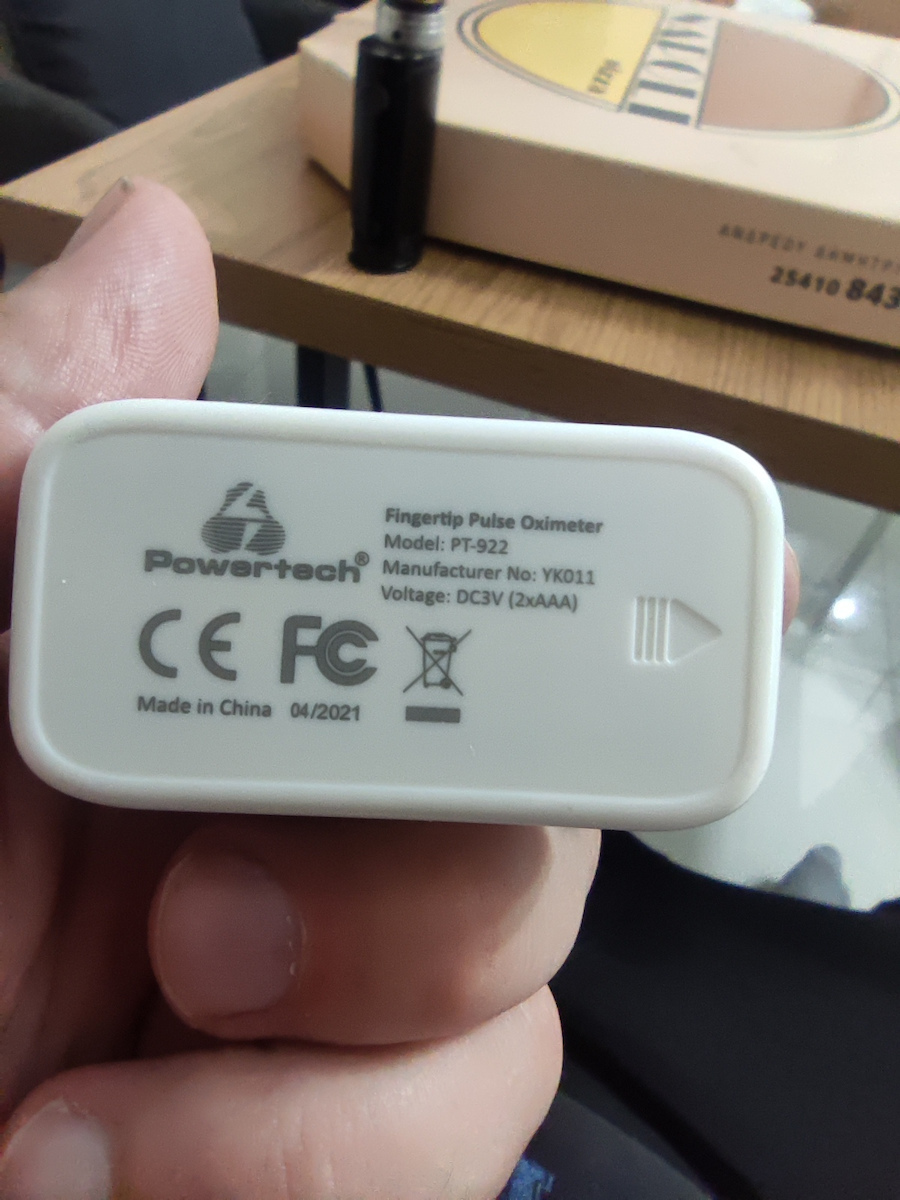 pizza
25410 843
Powertech®
Fingertip Pulse Oximeter
Model: PT-922
Manufacturer No: YK011
Voltage: DC3V (2xAAA)
CE FC
Made in China 04/2021